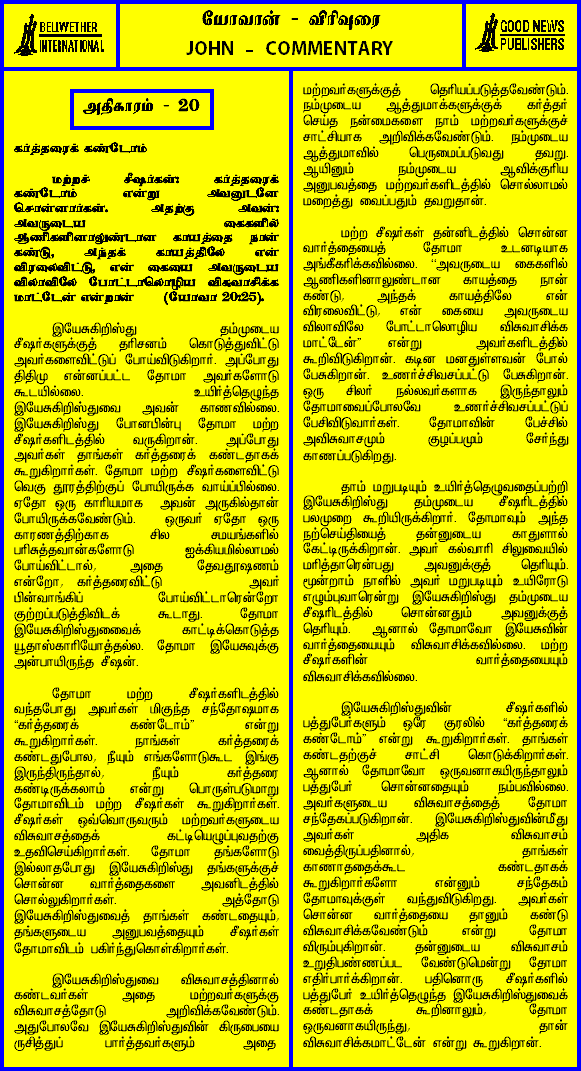 BELIWETHER
INTERNATIONAL
யோவான் - விரிவுரை
JOHN - COMMENTARY
GOOD NEWS
PUBLISHERS
அதிகாரம் - 20
கர்த்தரைக் கண்டோம்
மற்றச் சீஷர்கள்: கர்த்தரைக்
கண்டோம் என்று அவனுடனே
சொன்னார்கள். அதற்கு அவன்:
அவருடைய கைகளில்
ஆணிகளினாலுண்டான காயத்தை நான்
கண்டு, அந்தக் காயத்திலே என்
விரலைவிட்டு, என் கையை அவருடைய
விலாவிலே போட்டாலொழிய விசுவாசிக்க
மாட்டேன் என்றான் (யோவா 20:25).
இயேசுகிறிஸ்து தம்முடைய
சீஷர்களுக்குத் தரிசனம் கொடுத்துவிட்டு
அவர்களைவிட்டுப் போய்விடுகிறார். அப்போது
திதிமு என்னப்பட்ட தோமா அவர்களோடு
கூடயில்லை. உயிர்த்தெழுந்த
இயேசுகிறிஸ்துவை அவன் காணவில்லை.
இயேசுகிறிஸ்து போனபின்பு தோமா மற்ற
சீஷர்களிடத்தில் வருகிறான். அப்போது
அவர்கள் தாங்கள் கர்த்தரைக் கண்டதாகக்
கூறுகிறார்கள். தோமா மற்ற சீஷர்களைவிட்டு
வெகு தூரத்திற்குப் போயிருக்க வாய்ப்பில்லை.
ஏதோ ஒரு காரியமாக அவன் அருகில்தான்
போயிருக்கவேண்டும். ஒருவர் ஏதோ ஒரு
காரணத்திற்காக சில சமயங்களில்
பரிசுத்தவான்களோடு ஐக்கியமில்லாமல்
போய்விட்டால், அதை தேவதூஷணம்
என்றோ, கர்த்தரைவிட்டு அவர்
பின்வாங்கிப் போய்விட்டாரென்றோ
குற்றப்படுத்திவிடக் கூடாது. தோமா
இயேசுகிறிஸ்துவைைக் காட்டிக்கொடுத்த
யூதாஸ்காரியோத்தல்ல. தோமா இயேசுவுக்கு
அன்பாயிருந்த சீஷன்.
தோமா மற்ற சீஷர்களிடத்தில்
வந்தபோது அவர்கள் மிகுந்த சந்தோஷமாக
“கர்த்தரைக் கண்டோம்” என்று
கூறுகிறார்கள். நாங்கள் கர்த்தரைக்
கண்டதுபோல, நீயும் எங்களோடுகூட இங்கு
இருந்திருந்தால், நீயும் கர்த்தரை
கண்டிருக்கலாம் என்று பொருள்படுமாறு
தோமாவிடம் மற்ற சீஷர்கள் கூறுகிறார்கள்.
சீஷர்கள் ஒவ்வொருவரும் மற்றவர்களுடைய
விசுவாசத்தைக் கட்டியெழுப்புவதற்கு
உதவிசெய்கிறார்கள். தோமா தங்களோடு
இல்லாதபோது இயேசுகிறிஸ்து தங்களுக்குச்
சொன்ன வார்த்தைகளை அவனிடத்தில்
சொல்லுகிறார்கள். அத்தோடு
இயேசுகிறிஸ்துவைத் தாங்கள் கண்டதையும்,
தங்களுடைய அனுபவத்தையும் சீஷர்கள்
தோமாவிடம் பகிர்ந்துகொள்கிறார்கள்.
இயேசுகிறிஸ்துவை விசுவாசத்தினால்
கண்டவர்கள் அதை மற்றவர்களுக்கு
விசுவாசத்தோடு அறிவிக்கவேண்டும்.
அதுபோலவே இயேசுகிறிஸ்துவின் கிருபையை
ருசித்துப் பார்த்தவர்களும் அதை
மற்றவர்களுக்குத் தெரியப்படுத்தவேண்டும்.
நம்முடைய ஆத்துமாக்களுக்குக் கர்த்தர்
செய்த நன்மைகளை நாம் மற்றவர்களுக்குச்
சாட்சியாக அறிவிக்கவேண்டும். நம்முடைய
ஆத்துமாவில் பெருமைப்படுவது தவறு.
ஆயினும் நம்முடைய ஆவிக்குரிய
அனுபவத்தை மற்றவர்களிடத்தில் சொல்லாமல்
மறைத்து வைப்பதும் தவறுதான்.
மற்ற சீஷர்கள் தன்னிடத்தில் சொன்ன
வார்த்தையைத் தோமா உடனடியாக
அங்கீகரிக்கவில்லை. “அவருடைய கைகளில்
ஆணிகளினாலுண்டான காயத்தை நான்
கண்டு, அந்தக் காயத்திலே என்
விரலைவிட்டு, என் கையை அவருடைய
விலாவிலே போட்டாலொழிய விசுவாசிக்க
மாட்டேன்” என்று அவர்களிடத்தில்
கூறிவிடுகிறான். கடின மனதுள்ளவன் போல்
பேசுகிறான். உணர்ச்சிவசப்பட்டு பேசுகிறான்.
ஒரு சிலர் நல்லவர்களாக இருந்தாலும்
தோமாவைப்போலவே உணர்ச்சிவசப்பட்டுப்
பேசிவிடுவார்கள். தோமாவின் பேச்சில்
அவிசுவாசமும் குழப்பமும் சேர்ந்து
காணப்படுகிறது.
தாம் மறுபடியும் உயிர்த்தெழுவதைப்பற்றி
இயேசுகிறிஸ்து தம்முடைய சீஷரிடத்தில்
பலமுறை கூறியிருக்கிறார். தோமாவும் அந்த
நற்செய்தியைத் தன்னுடைய காதுளால்
கேட்டிருக்கிறான். அவர் கல்வாரி சிலுவையில்
மரித்தாரென்பது அவனுக்குத் தெரியும்.
மூன்றாம் நாளில் அவர் மறுபடியும் உயிரோடு
எழும்புவாரென்று இயேசுகிறிஸ்து தம்முடைய
சீஷரிடத்தில் சொன்னதும் அவனுக்குத்
தெரியும். ஆனால் தோமாவோ இயேசுவின்
வார்த்தையையும் விசுவாசிக்கவில்லை. மற்ற
சீஷர்களின் வார்த்தையையும்
விசுவாசிக்கவில்லை.
இயேசுகிறிஸ்துவின் சீஷர்களில்
பத்துபேர்களும் ஒரே குரலில் “கர்த்தரைக்
கண்டோம்” என்று கூறுகிறார்கள். தாங்கள்
கண்டதற்குச் சாட்சி கொடுக்கிறார்கள்.
ஆனால் தோமாவோ ஒருவனாகயிருந்தாலும்
பத்துபேர் சொன்னதையும் நம்பவில்லை.
அவர்களுடைய விசுவாசத்தைத் தோமா
சந்தேகப்படுகிறான். இயேசுகிறிஸ்துவின்மீது
அவர்கள் அதிக விசுவாசம்
வைத்திருப்பதினால், தாங்கள்
காணாததைக்கூட கண்டதாகக்
கூறுகிறார்களோ என்னும் சந்தேகம்
தோமாவுக்குள் வந்துவிடுகிறது. அவர்கள்
சொன்ன வார்த்தையை தானும் கண்டு
விசுவாசிக்கவேண்டும் என்று தோமா
விரும்புகிறான். தன்னுடைய விசுவாசம்
உறுதிபண்ணப்பட வேண்டுமென்று தோமா
எதிர்பார்க்கிறான். பதினொரு சீஷர்களில்
பத்துபேர் உயிர்த்தெழுந்த இயேசுகிறிஸ்துவைக்
கண்டதாகக் கூறினாலும், தோமா
ஒருவனாகயிருந்து, தான்
விசுவாசிக்கமாட்டேன் என்று கூறுகிறான்.